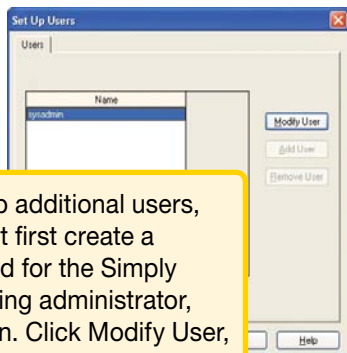 Set Up Users
Users
Name
sysadmin
Modify User
Add User
Remove User
o additional users,
t first create a
d for the Simply
ing administrator,
n. Click Modify User,
Help